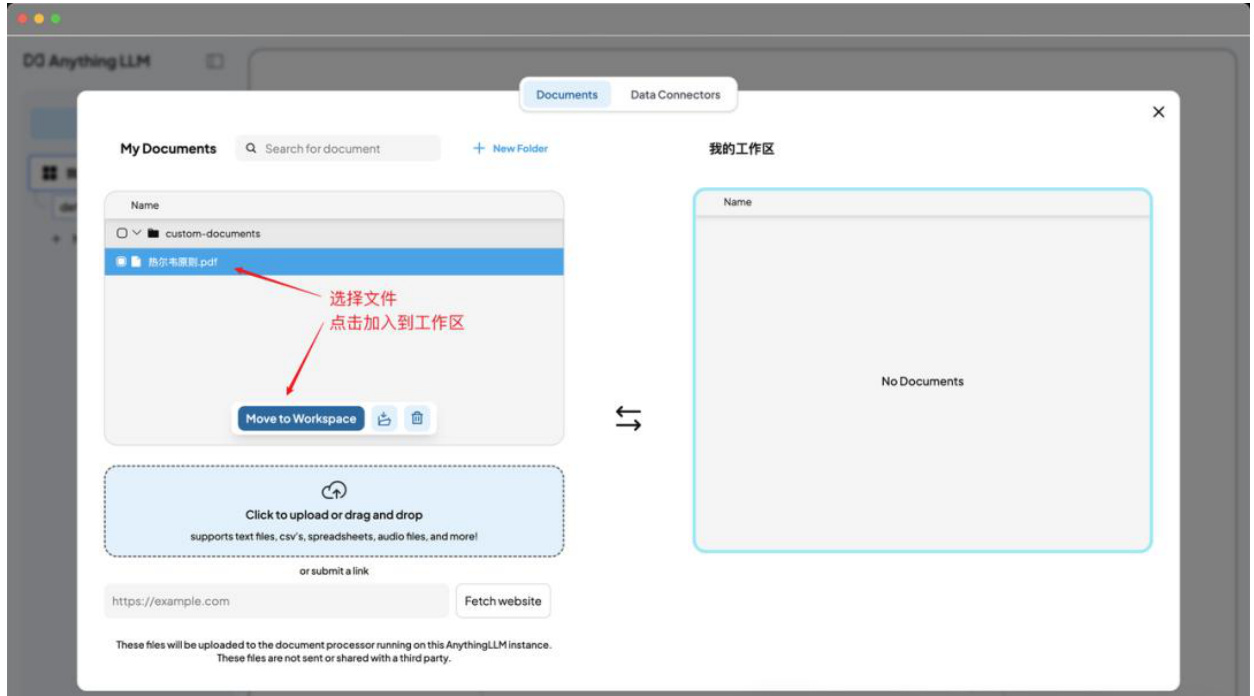 Anything LLM
Documents
Data Connectors
My Documents
Search for document
New Folder
我的工作区
Name
custom-documents
热尔韦原则.pdf
选择文件
点击加入到工作区
Move to Workspace
Click to upload or drag and drop
supports text files, csv's, spreadsheets, audio files, and more!
or submit a link
https://example.com
Fetch website
These files will be uploaded to the document processor running on this AnythingLLM instance.
These files are not sent or shared with a third party.
Name
No Documents